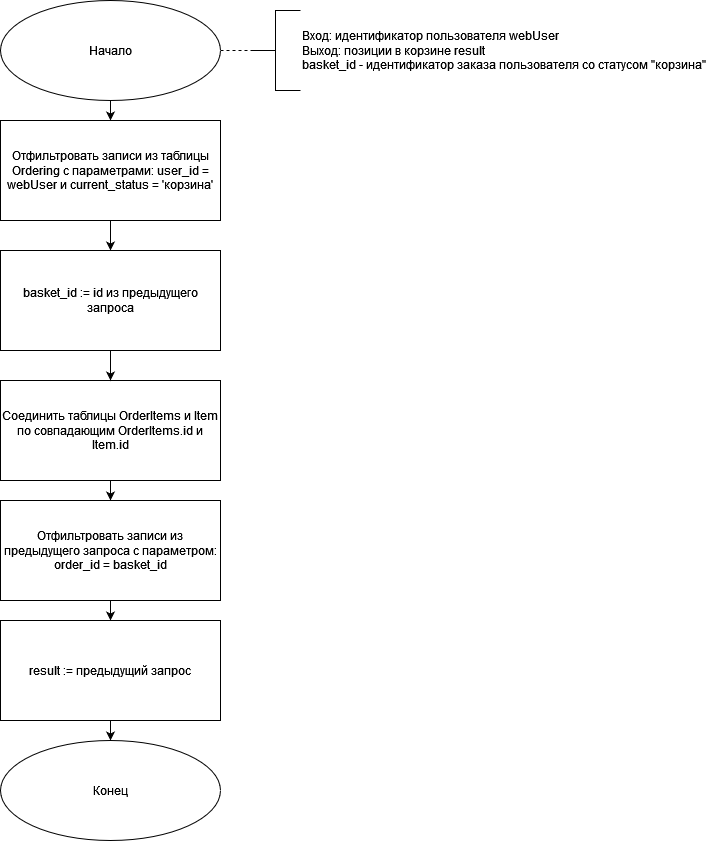 Начало
Вход: идентификатор пользователя webUser
Выход: позиции в корзине result
basket_id - идентификатор заказа пользователя со статусом "корзина"
Отфильтровать записи из таблицы
Ordering с параметрами: user_id =
webUser и current_status = 'корзина'
basket_id := id из предыдущего
запроса
Соединить таблицы OrderItems и Item
по совпадающим OrderItems.id и
Item.id
Отфильтровать записи из
предыдущего запроса с параметром:
order_id = basket_id
result := предыдущий запрос
Конец